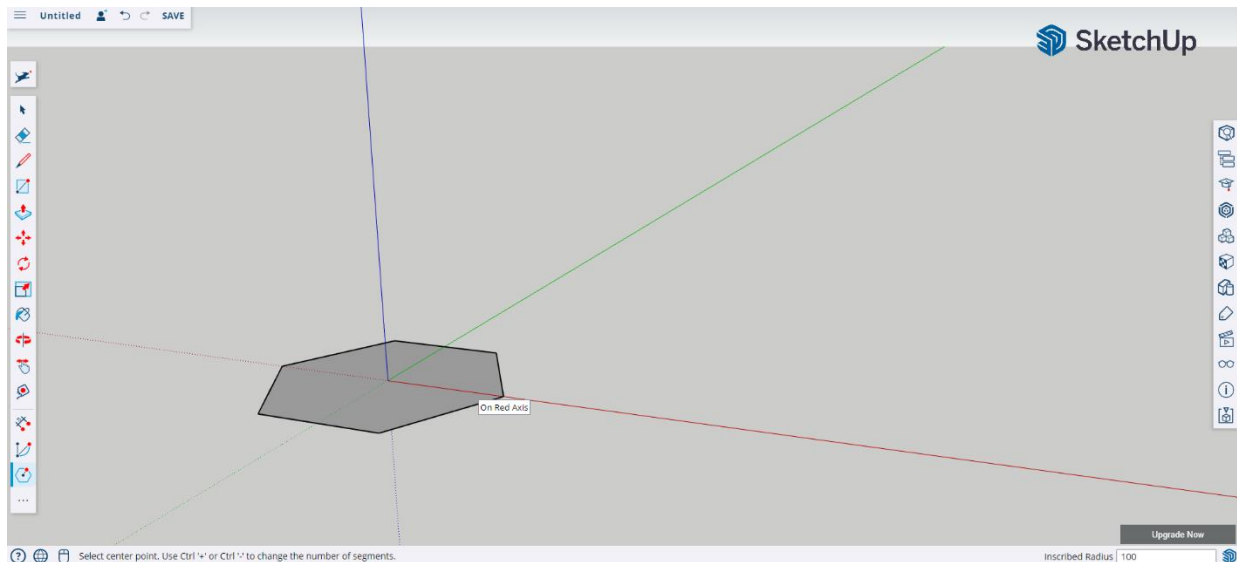 Untitled SAVE
SketchUp
On Red Axis
Upgrade Now
Select center point. Use Ctrl '+' or Ctrl '-' to change the number of segments.
Inscribed Radius 100